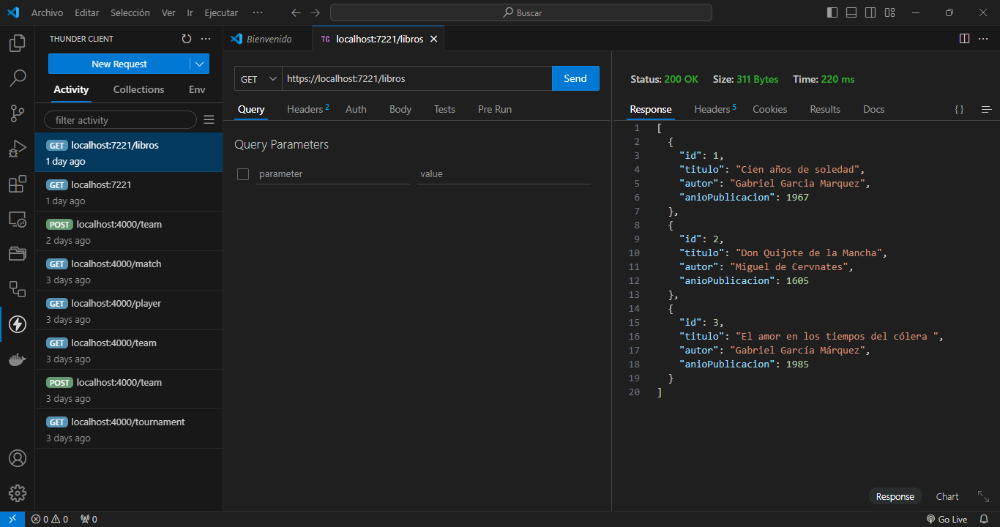 Archivo Editar Selección Ver Ir Ejecutar ··· Buscar
THUNDER CLIENT
New Request
Activity Collections Env
filter activity
GET localhost:7221/libros
1 day ago
GET localhost:7221
1 day ago
POST localhost:4000/team
2 days ago
GET localhost:4000/match
3 days ago
GET localhost:4000/player
3 days ago
GET localhost:4000/team
3 days ago
POST localhost:4000/team
3 days ago
GET localhost:4000/tournament
3 days ago
Bienvenido TC localhost:7221/libros
GET https://localhost:7221/libros Send
Query Headers 2 Auth Body Tests Pre Run
Query Parameters
parameter value
Status: 200 OK Size: 311 Bytes Time: 220 ms
Response Headers 5 Cookies Results Docs { }
1 [
2 {
3 "id": 1,
4 "titulo": "Cien años de soledad",
5 "autor": "Gabriel Garcia Marquez",
6 "anioPublicacion": 1967
7 },
8 {
9 "id": 2,
10 "titulo": "Don Quijote de la Mancha",
11 "autor": "Miguel de Cervnates",
12 "anioPublicacion": 1605
13 },
14 {
15 "id": 3,
16 "titulo": "El amor en los tiempos del cólera ",
17 "autor": "Gabriel García Márquez",
18 "anioPublicacion": 1985
19 }
20 ]
Response Chart
0 0 0 Go Live